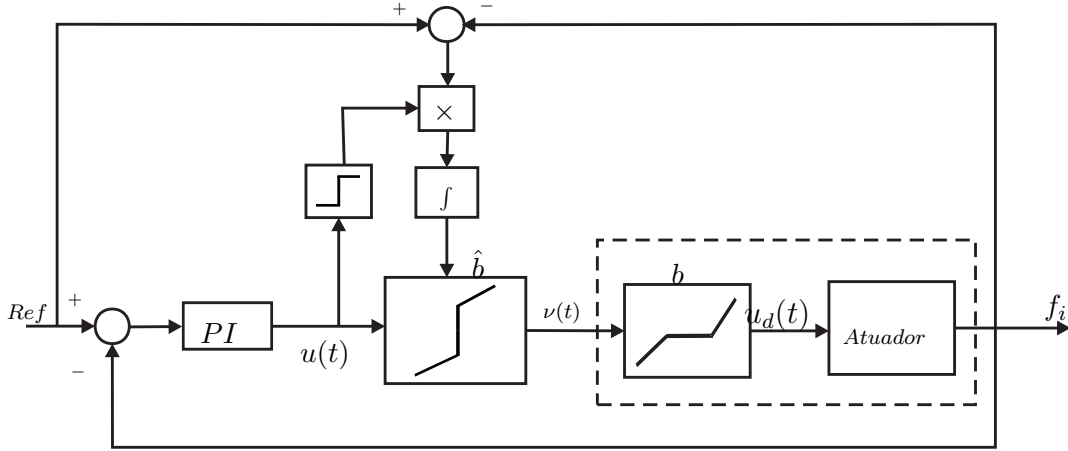 + −
×
∫
b̂
b
Ref + ν(t) u_d(t) f_i
PI Atuador
u(t)
−